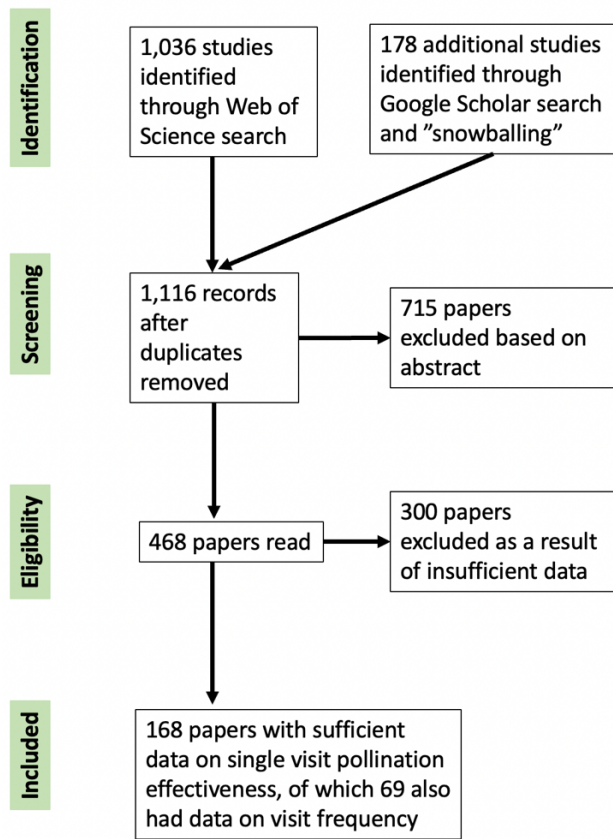 Identification
1,036 studies
identified
through Web of
Science search
178 additional studies
identified through
Google Scholar search
and ”snowballing”
Screening
1,116 records
after
duplicates
removed
715 papers
excluded based on
abstract
Eligibility
468 papers read
300 papers
excluded as a result
of insufficient data
Included
168 papers with sufficient
data on single visit pollination
effectiveness, of which 69 also
had data on visit frequency